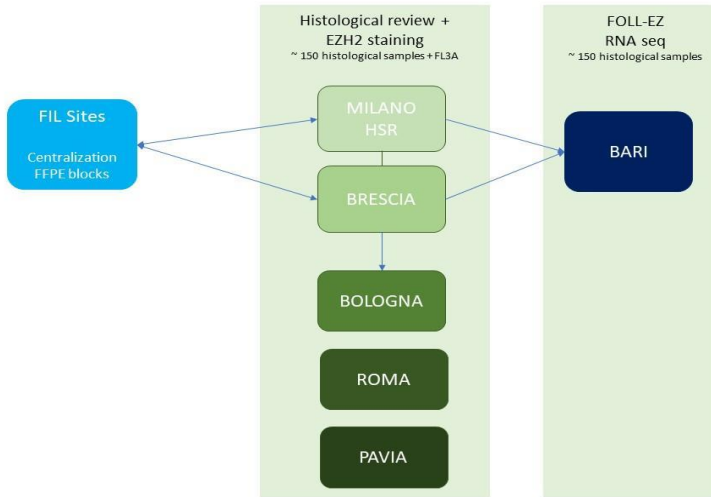 Histological review +
EZH2 staining
~ 150 histological samples + FL3A
FOLL-EZ
RNA seq
~ 150 histological samples
FIL Sites
Centralization
FFPE blocks
MILANO
HSR
BRESCIA
BOLOGNA
ROMA
PAVIA
BARI